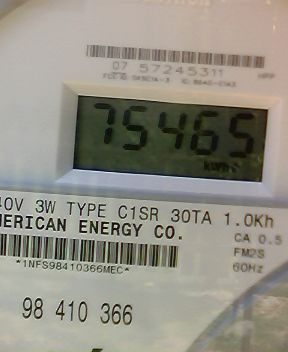 07 57245311
75465
kWh
40V 3W TYPE C1SR 30TA 1.0Kh
MERICAN ENERGY CO.
CA 0.5
FM2S
60Hz
*1NFS98410366MEC*
98 410 366